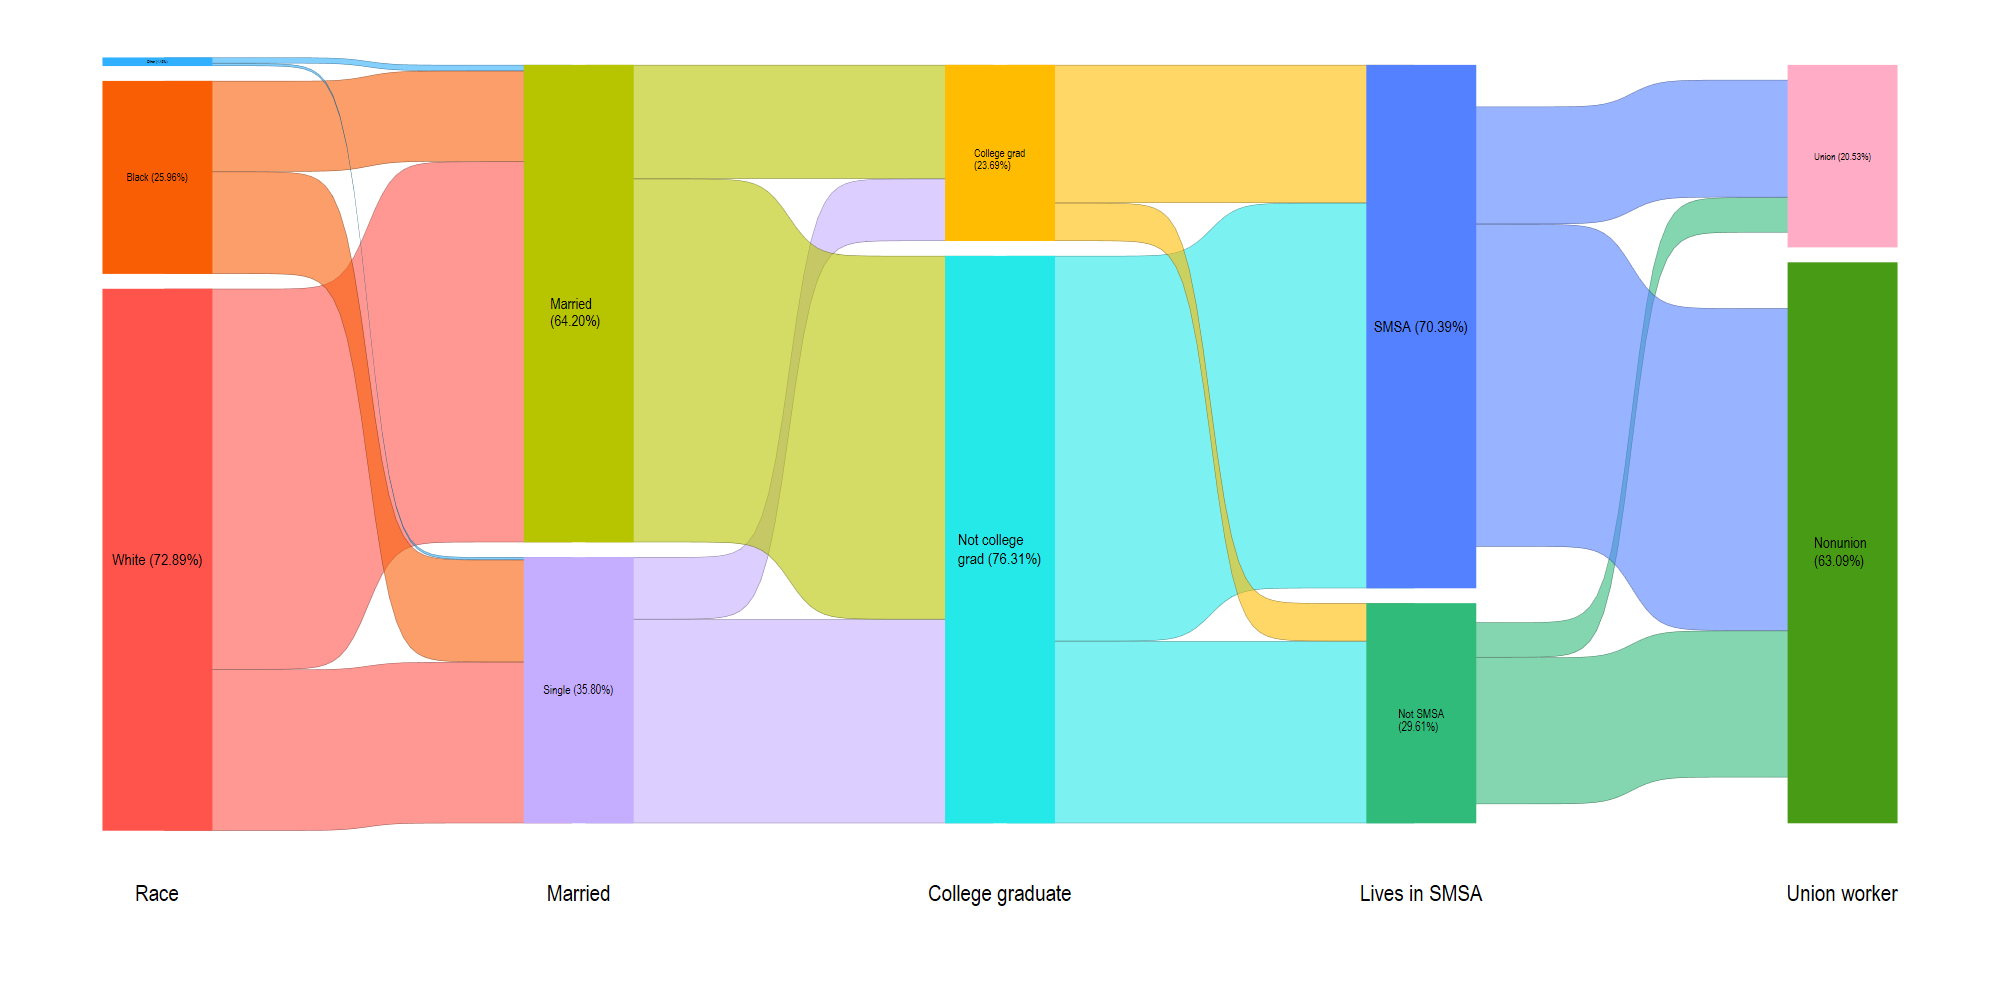 Black (25.96%)
White (72.89%)
Married
(64.20%)
Single (35.80%)
College grad
(23.69%)
Not college
grad (76.31%)
SMSA (70.39%)
Not SMSA
(29.61%)
Union (20.53%)
Nonunion
(63.09%)
Race
Married
College graduate
Lives in SMSA
Union worker